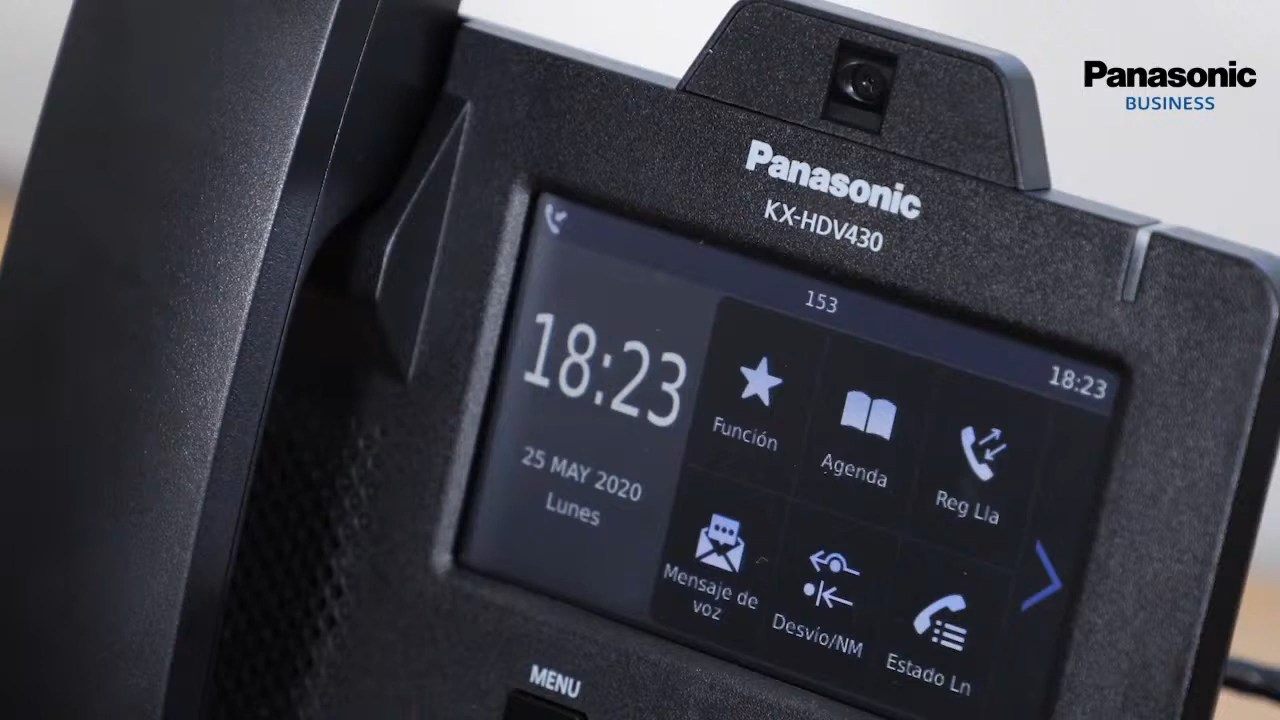 Panasonic
BUSINESS
Panasonic
KX-HDV430
153
18:23
18:23
25 MAY 2020
Lunes
Función
Agenda
Reg Lla
Mensaje de
voz
Desvío/NM
Estado Ln
MENU